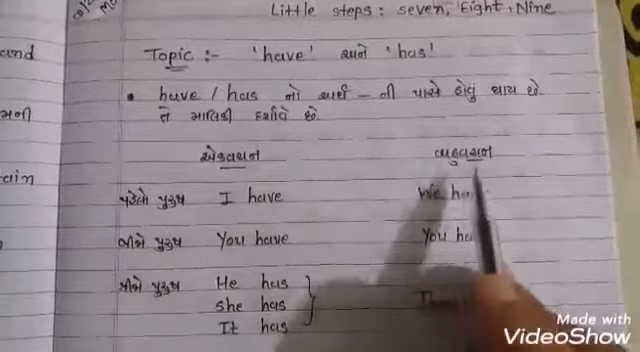 Little steps: seven, Eight, Nine
and
Topic :- 'have' અને 'has'
have / has નો અર્થ - ની પાસે હોવું થાય છે
તે માલિકી દર્શાવે છે.
એકવચન બહુવચન
પહેલો પુરુષ I have We ha
બીજો પુરુષ You have You ha
ત્રીજો પુરુષ He has
she has
It has
Made with
VideoShow